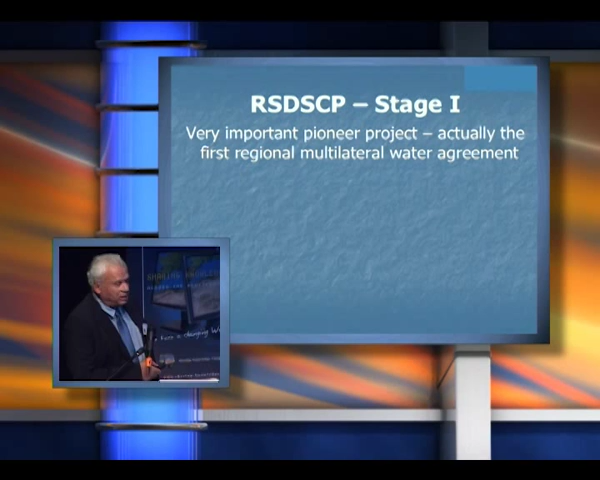 RSDSCP – Stage I
Very important pioneer project – actually the
first regional multilateral water agreement